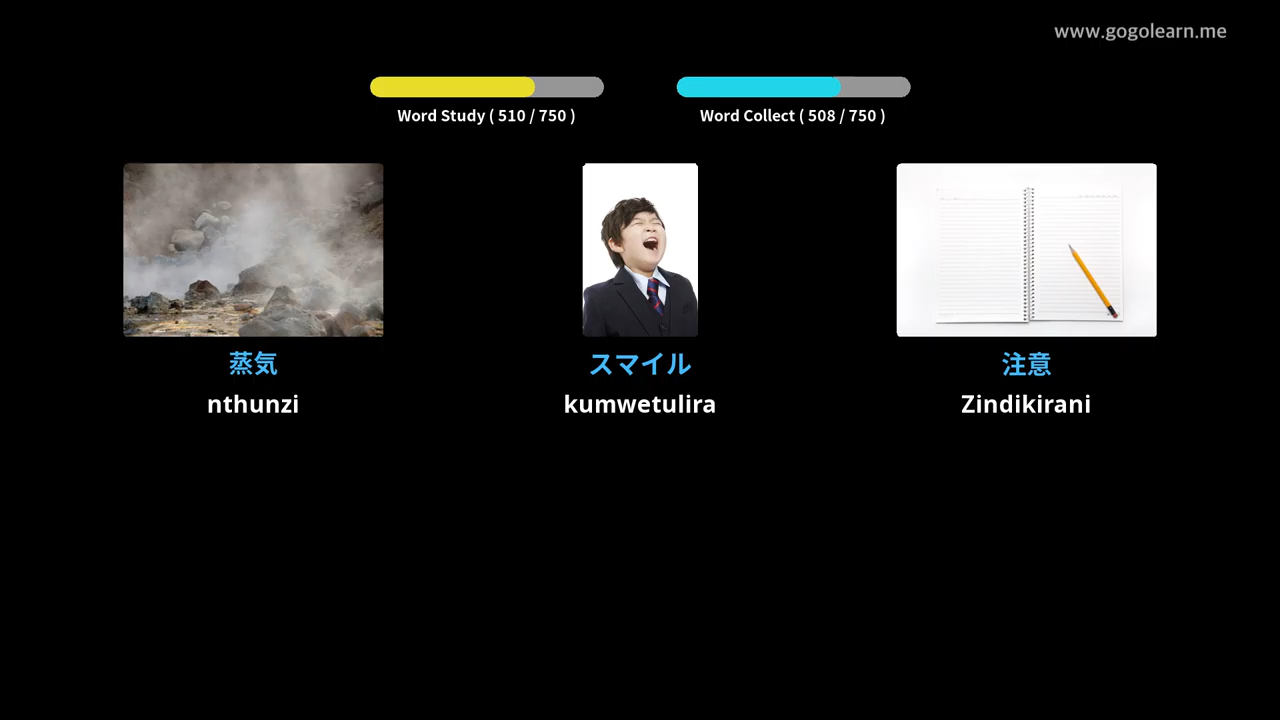 www.gogolearn.me
Word Study ( 510 / 750 )
Word Collect ( 508 / 750 )
蒸気
スマイル
注意
nthunzi
kumwetulira
Zindikirani